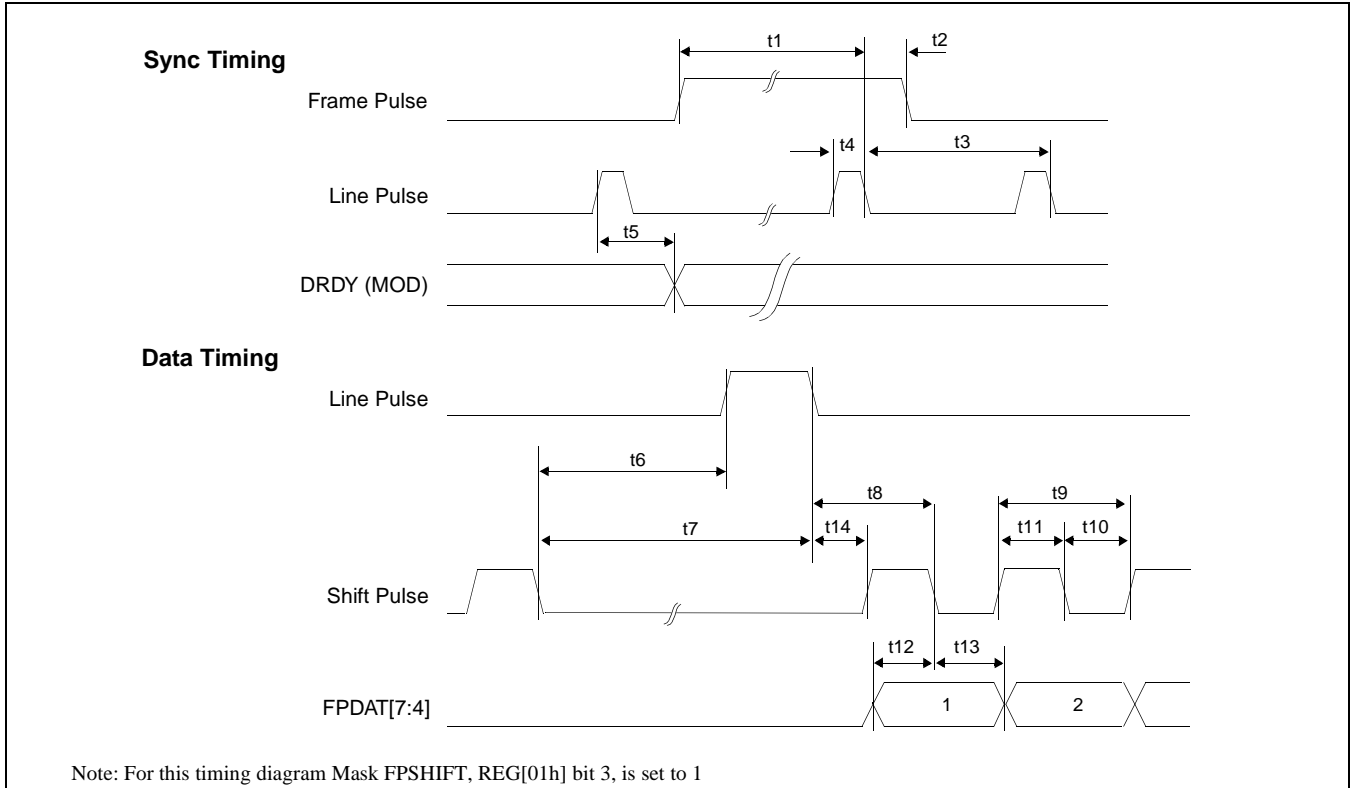 Sync Timing
t1
t2
Frame Pulse
t4
t3
Line Pulse
t5
DRDY (MOD)
Data Timing
Line Pulse
t6
t8
t9
t7
t14
t11
t10
Shift Pulse
t12
t13
FPDAT[7:4]
1
2
Note: For this timing diagram Mask FPSHIFT, REG[01h] bit 3, is set to 1